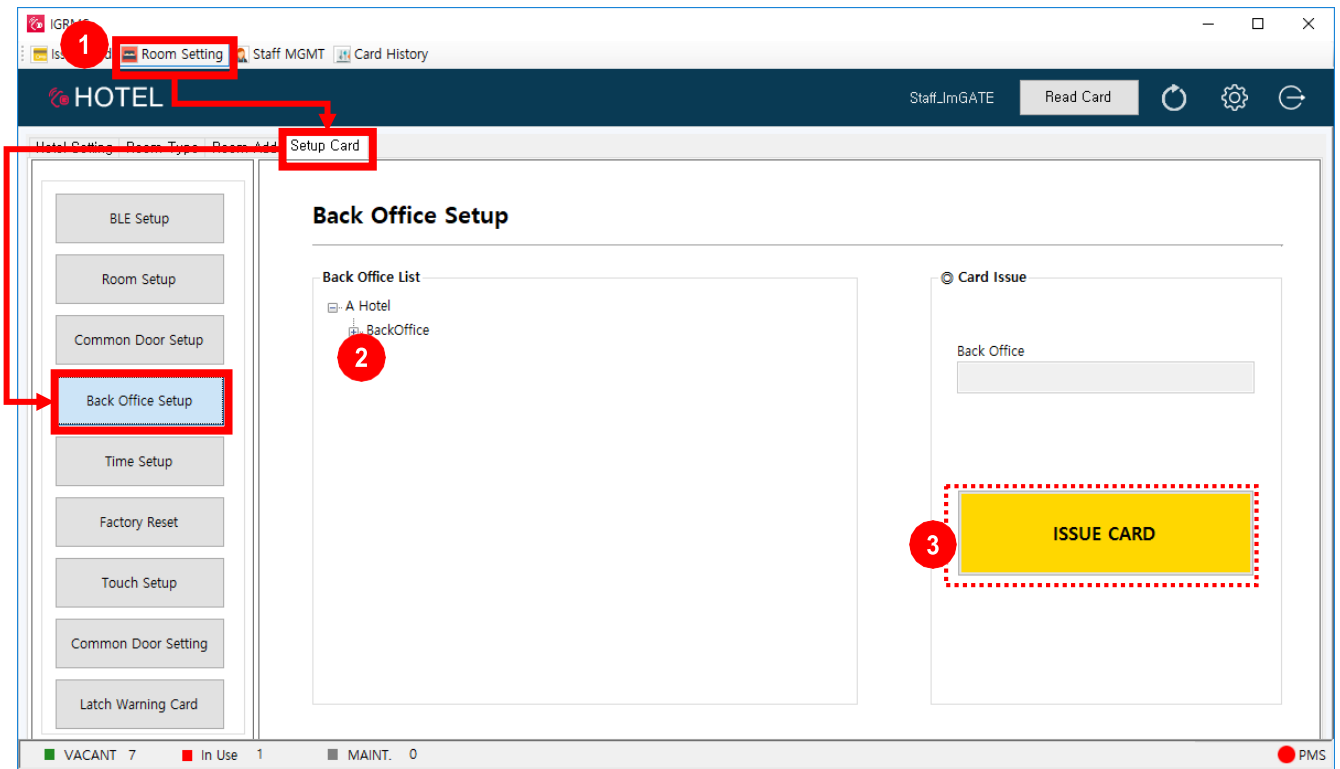 IGRMS
1
Room Setting
Staff MGMT
Card History
HOTEL
Staff_ImGATE
Read Card
Hotel Setting
Room Type
Room Add
Setup Card
BLE Setup
Room Setup
Common Door Setup
Back Office Setup
Time Setup
Factory Reset
Touch Setup
Common Door Setting
Latch Warning Card
Back Office Setup
Back Office List
A Hotel
BackOffice
2
◎ Card Issue
Back Office
3
ISSUE CARD
VACANT 7
In Use 1
MAINT. 0
PMS